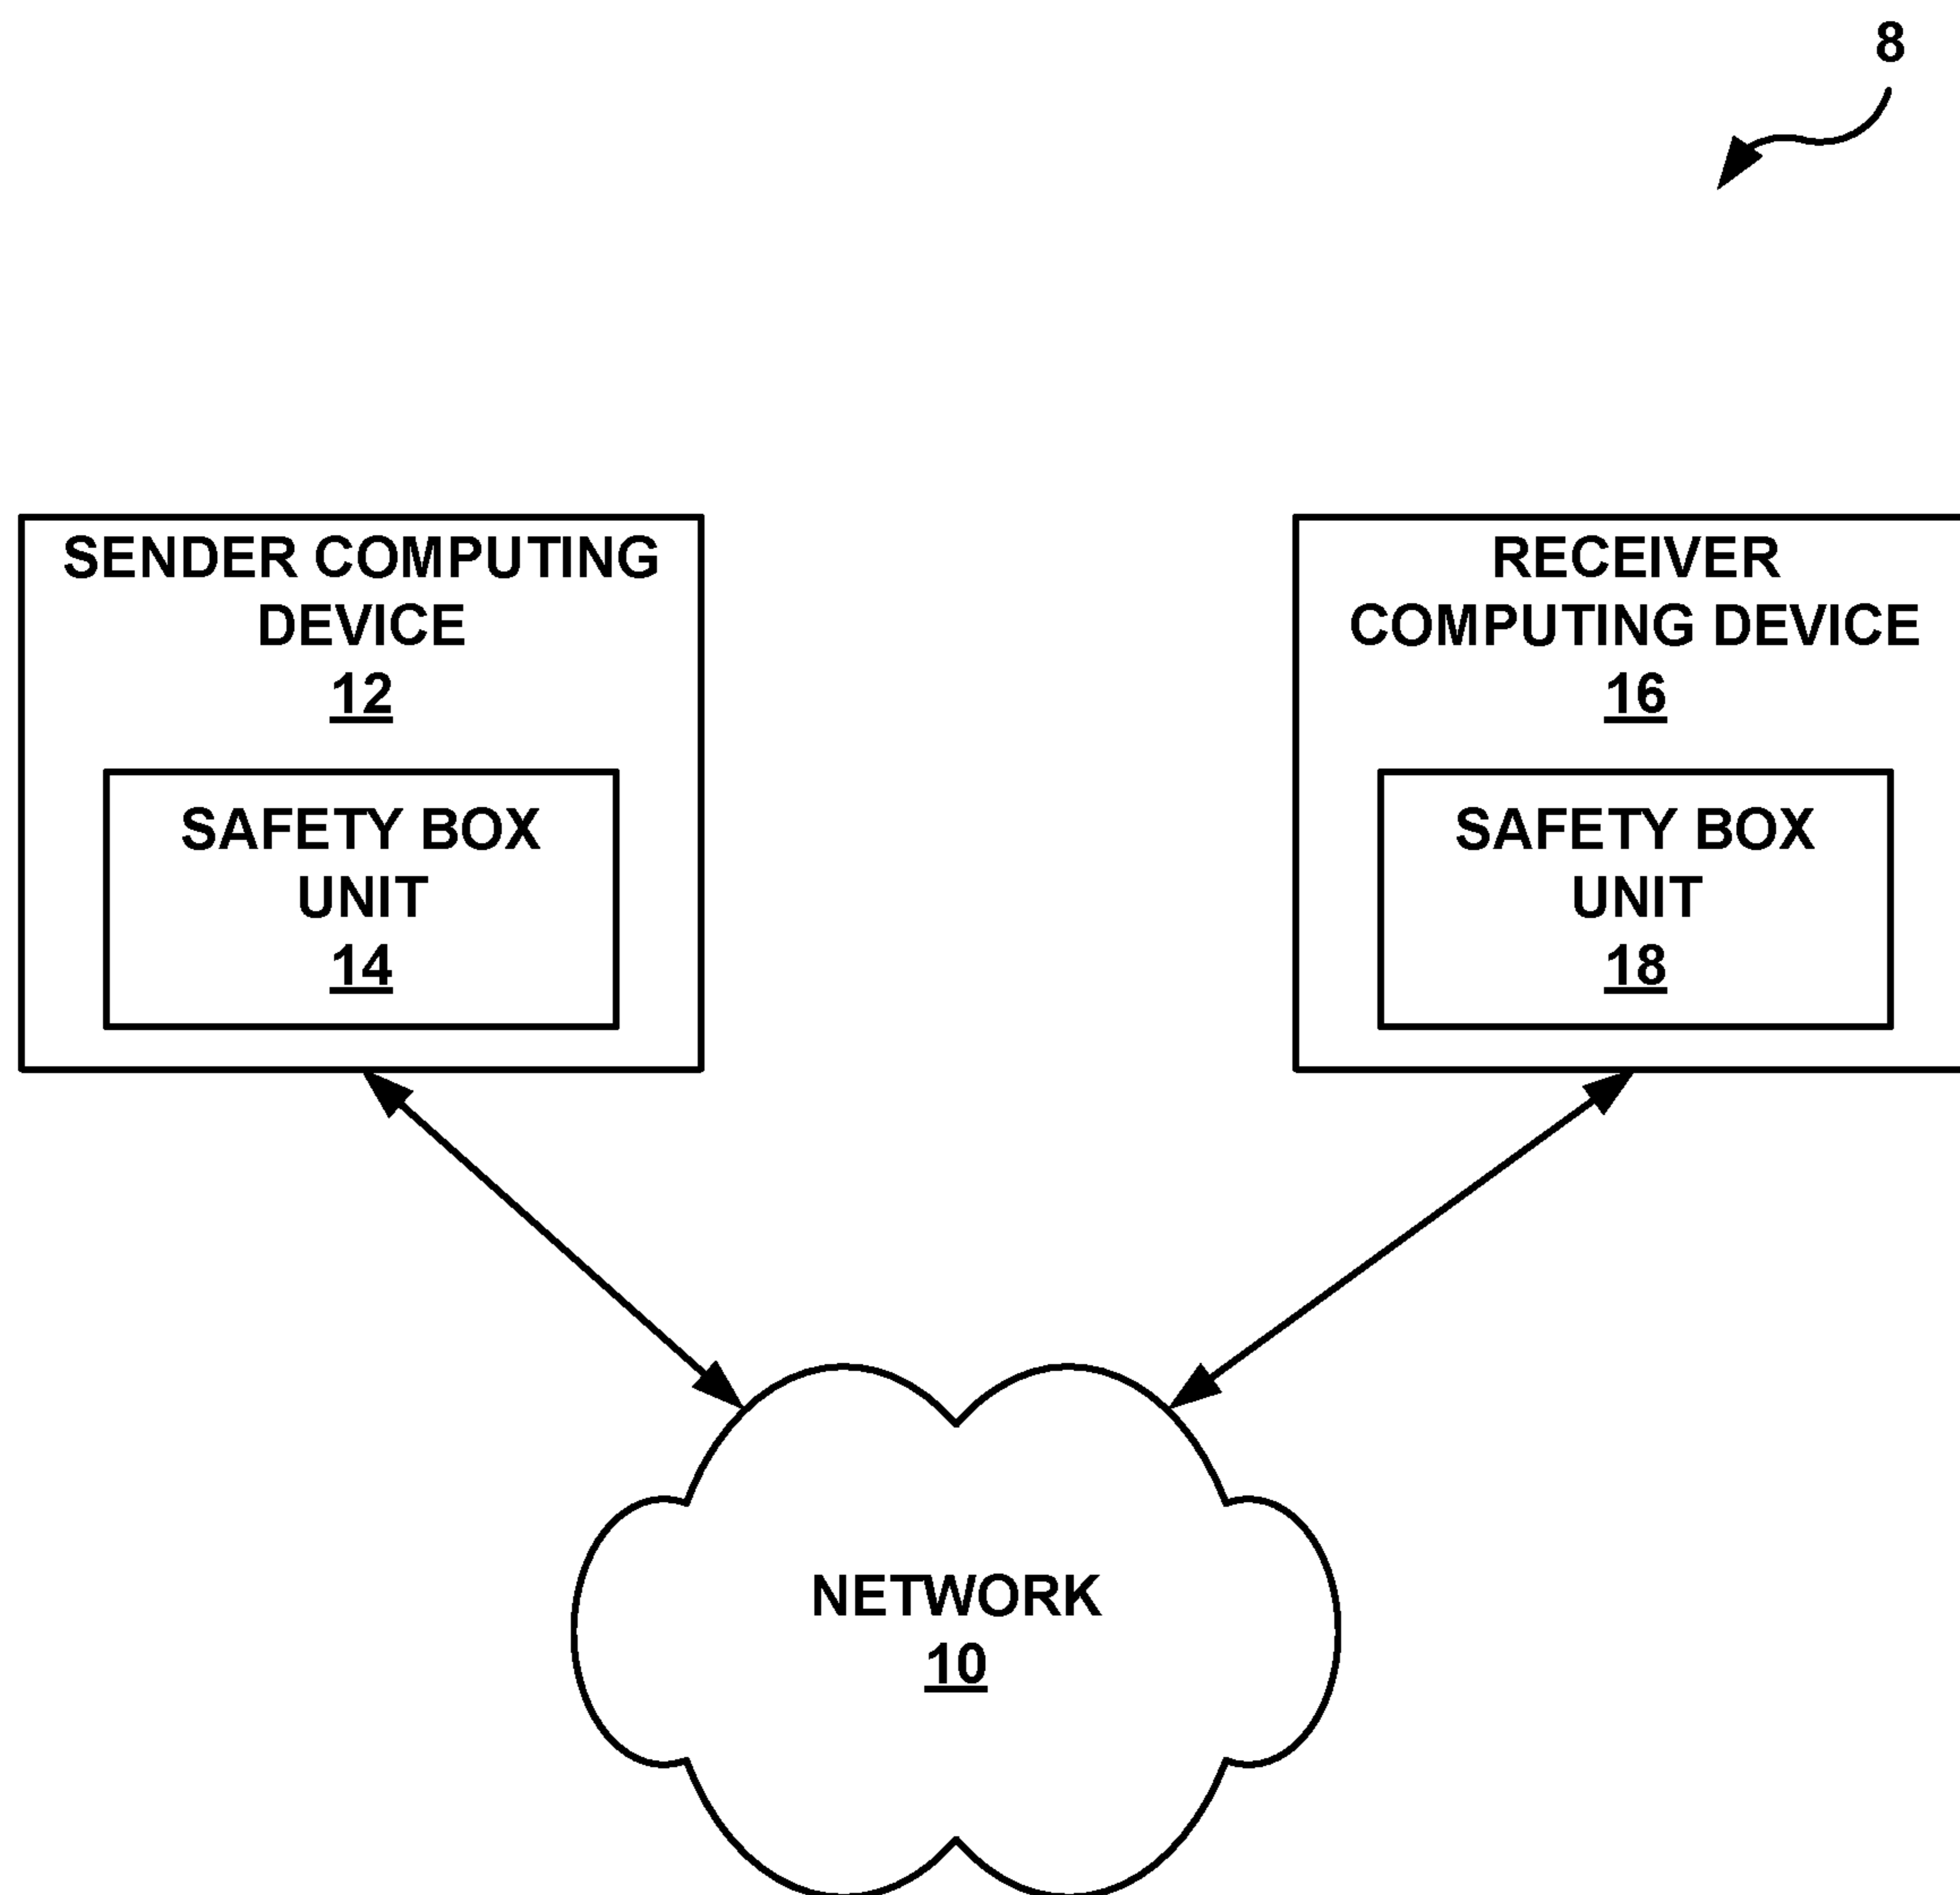 8
SENDER COMPUTING
DEVICE
12
SAFETY BOX
UNIT
14
RECEIVER
COMPUTING DEVICE
16
SAFETY BOX
UNIT
18
NETWORK
10